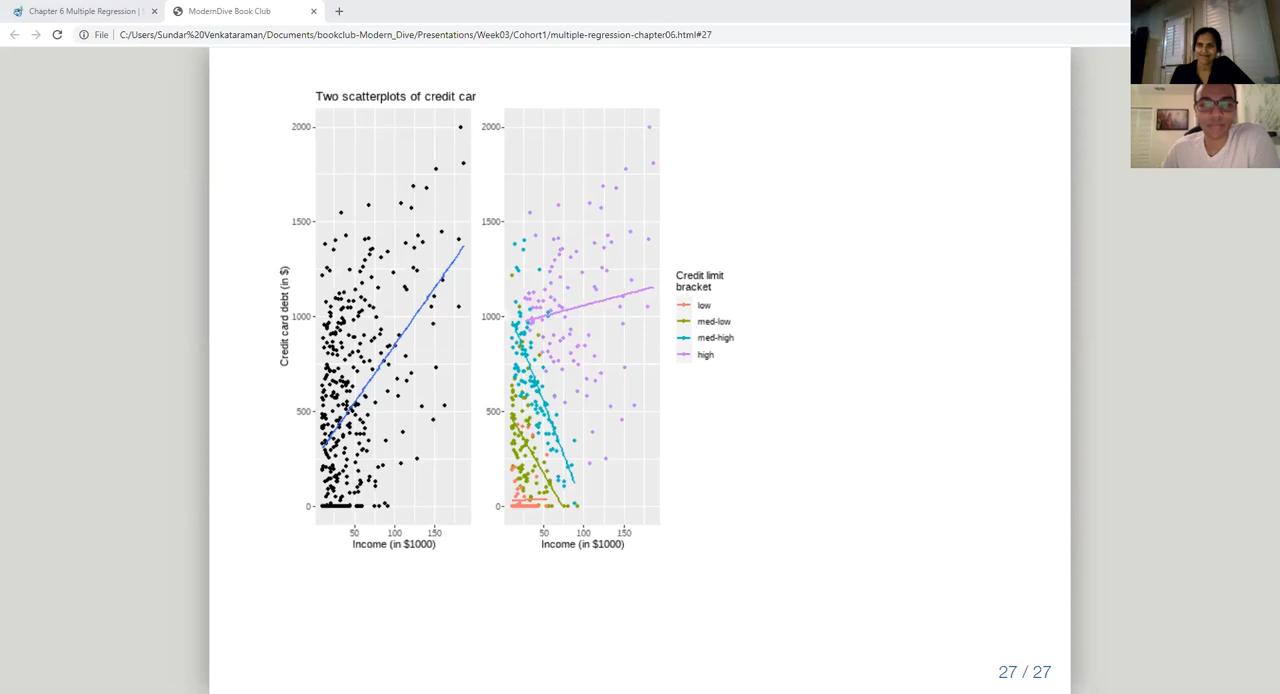 Chapter 6 Multiple Regression |
ModernDive Book Club
File
C:/Users/Sundar%20Venkataraman/Documents/bookclub-Modern_Dive/Presentations/Week03/Cohort1/multiple-regression-chapter06.html#27
Two scatterplots of credit car
Credit card debt (in $)
2000
1500
1000
500
0
50 100 150
Income (in $1000)
2000
1500
1000
500
0
50 100 150
Income (in $1000)
Credit limit
bracket
low
med-low
med-high
high
27 / 27